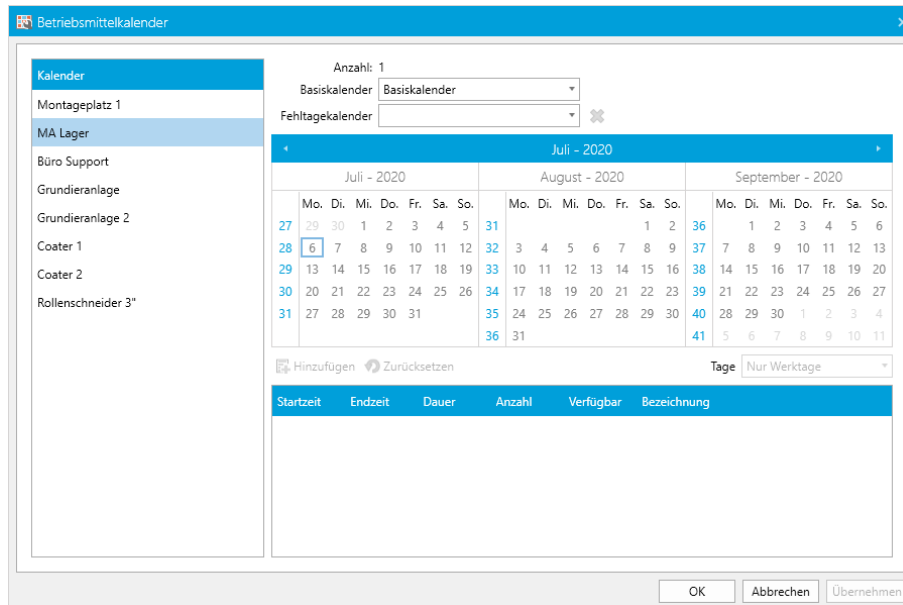 Betriebsmittelkalender
Kalender
Montageplatz 1
MA Lager
Büro Support
Grundieranlage
Grundieranlage 2
Coater 1
Coater 2
Rollenschneider 3"
Anzahl: 1
Basiskalender Basiskalender
Fehltagekalender
Juli - 2020
Juli - 2020 August - 2020 September - 2020
Mo. Di. Mi. Do. Fr. Sa. So. Mo. Di. Mi. Do. Fr. Sa. So. Mo. Di. Mi. Do. Fr. Sa. So.
27 29 30 1 2 3 4 5 31 1 2 36 1 2 3 4 5 6
28 6 7 8 9 10 11 12 32 3 4 5 6 7 8 9 37 7 8 9 10 11 12 13
29 13 14 15 16 17 18 19 33 10 11 12 13 14 15 16 38 14 15 16 17 18 19 20
30 20 21 22 23 24 25 26 34 17 18 19 20 21 22 23 39 21 22 23 24 25 26 27
31 27 28 29 30 31 35 24 25 26 27 28 29 30 40 28 29 30 1 2 3 4
36 31 41 5 6 7 8 9 10 11
Hinzufügen Zurücksetzen Tage Nur Werktage
Startzeit Endzeit Dauer Anzahl Verfügbar Bezeichnung
OK Abbrechen Übernehmen